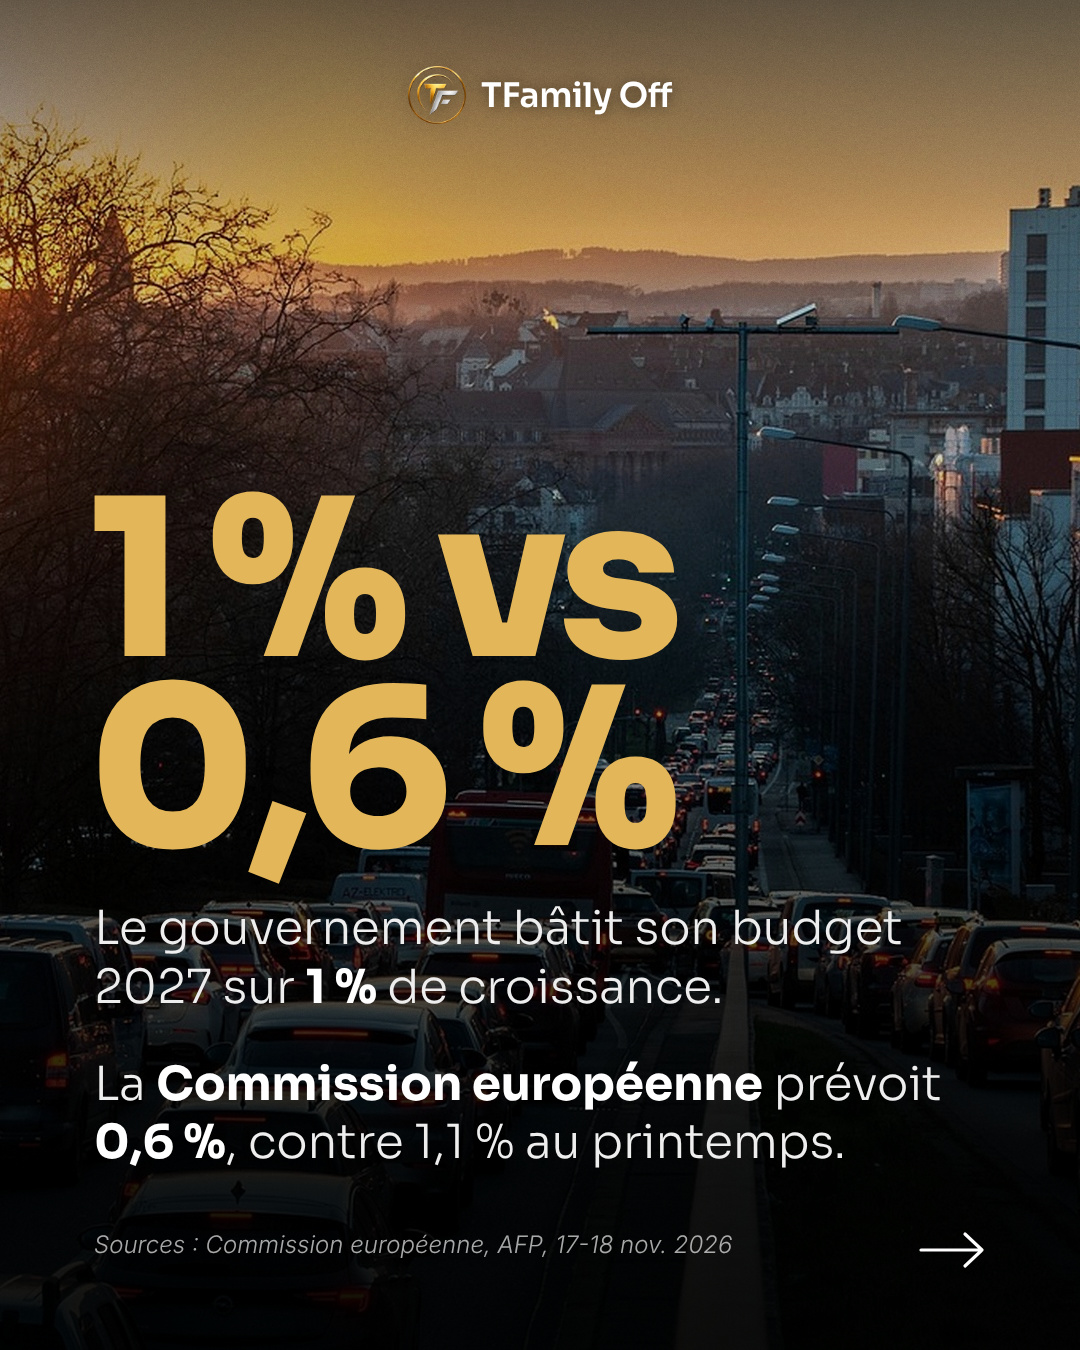 TFamily Off
1 % vs
0,6 %
Le gouvernement bâtit son budget
2027 sur 1 % de croissance.
La Commission européenne prévoit
0,6 %, contre 1,1 % au printemps.
Sources : Commission européenne, AFP, 17-18 nov. 2026